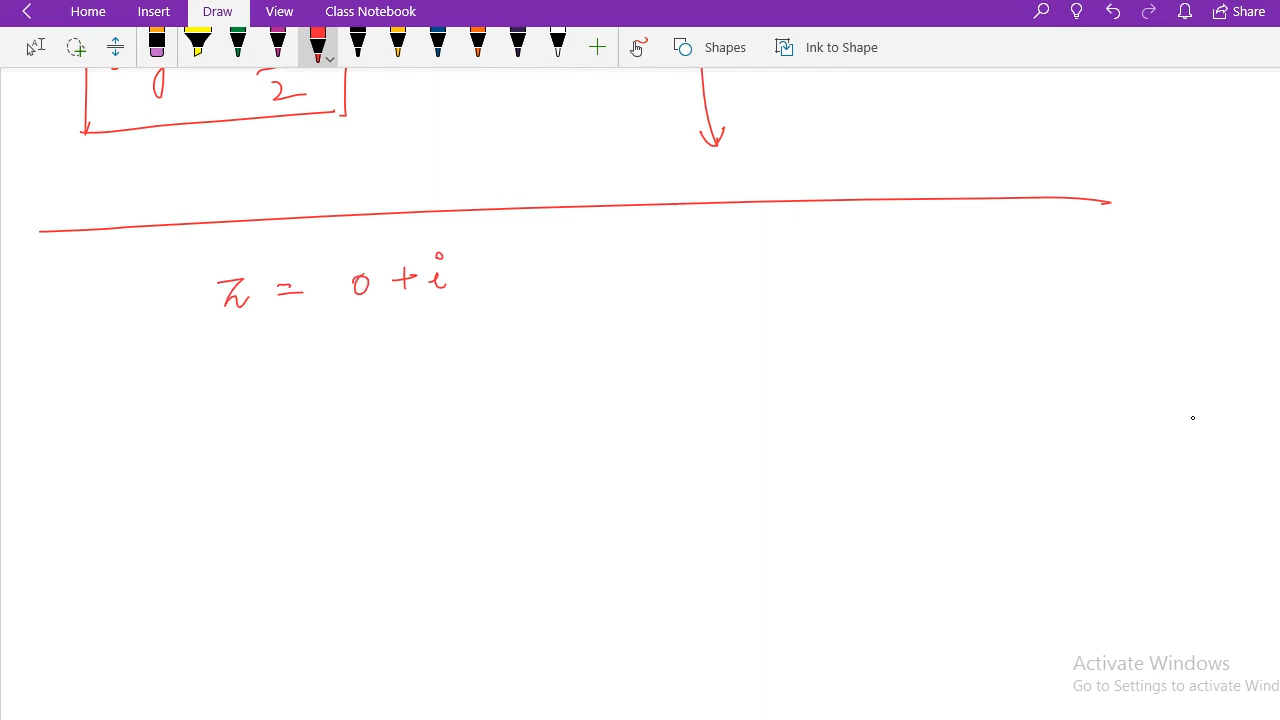 Home Insert Draw View Class Notebook Share
Shapes Ink to Shape
2
z = 0 + i
Activate Windows
Go to Settings to activate Wind